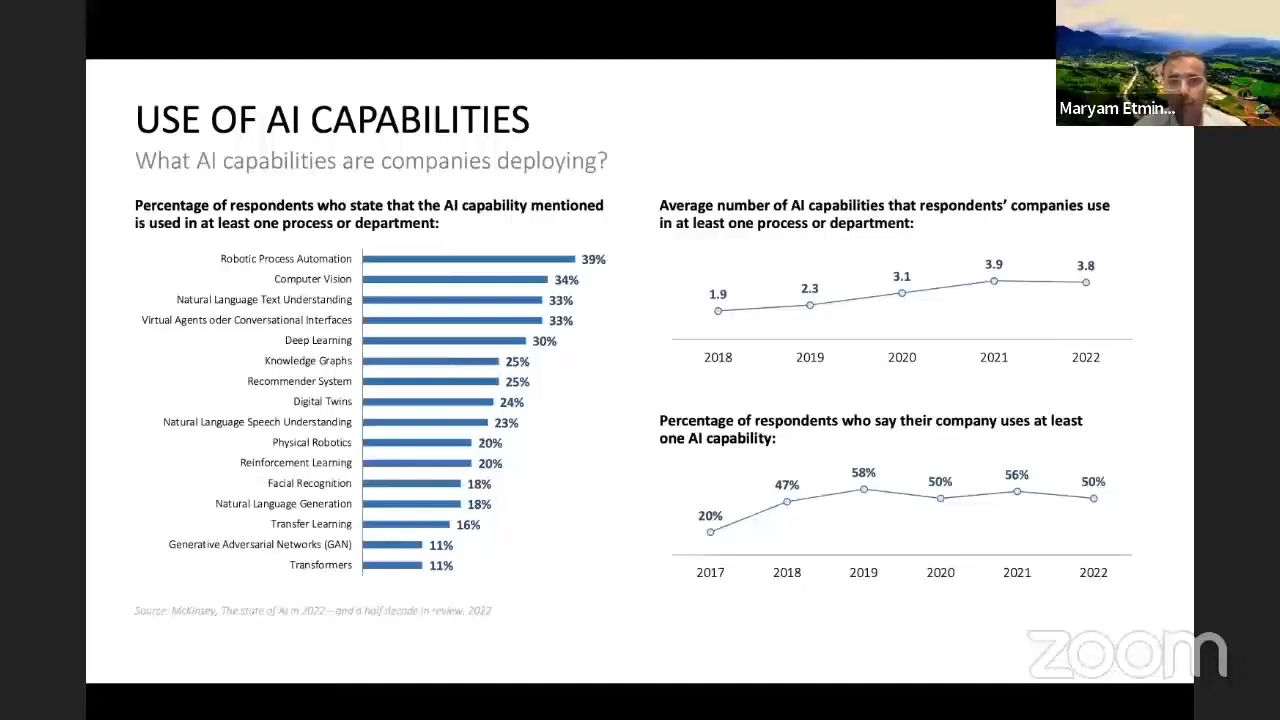 USE OF AI CAPABILITIES
What AI capabilities are companies deploying?
Percentage of respondents who state that the AI capability mentioned
is used in at least one process or department:
Robotic Process Automation 39%
Computer Vision 34%
Natural Language Text Understanding 33%
Virtual Agents oder Conversational Interfaces 33%
Deep Learning 30%
Knowledge Graphs 25%
Recommender System 25%
Digital Twins 24%
Natural Language Speech Understanding 23%
Physical Robotics 20%
Reinforcement Learning 20%
Facial Recognition 18%
Natural Language Generation 18%
Transfer Learning 16%
Generative Adversarial Networks (GAN) 11%
Transformers 11%
Source: McKinsey, The state of AI in 2022—and a half decade in review, 2022
Average number of AI capabilities that respondents' companies use
in at least one process or department:
1.9 2.3 3.1 3.9 3.8
2018 2019 2020 2021 2022
Percentage of respondents who say their company uses at least
one AI capability:
20% 47% 58% 50% 56% 50%
2017 2018 2019 2020 2021 2022
Maryam Etmin...
zoom